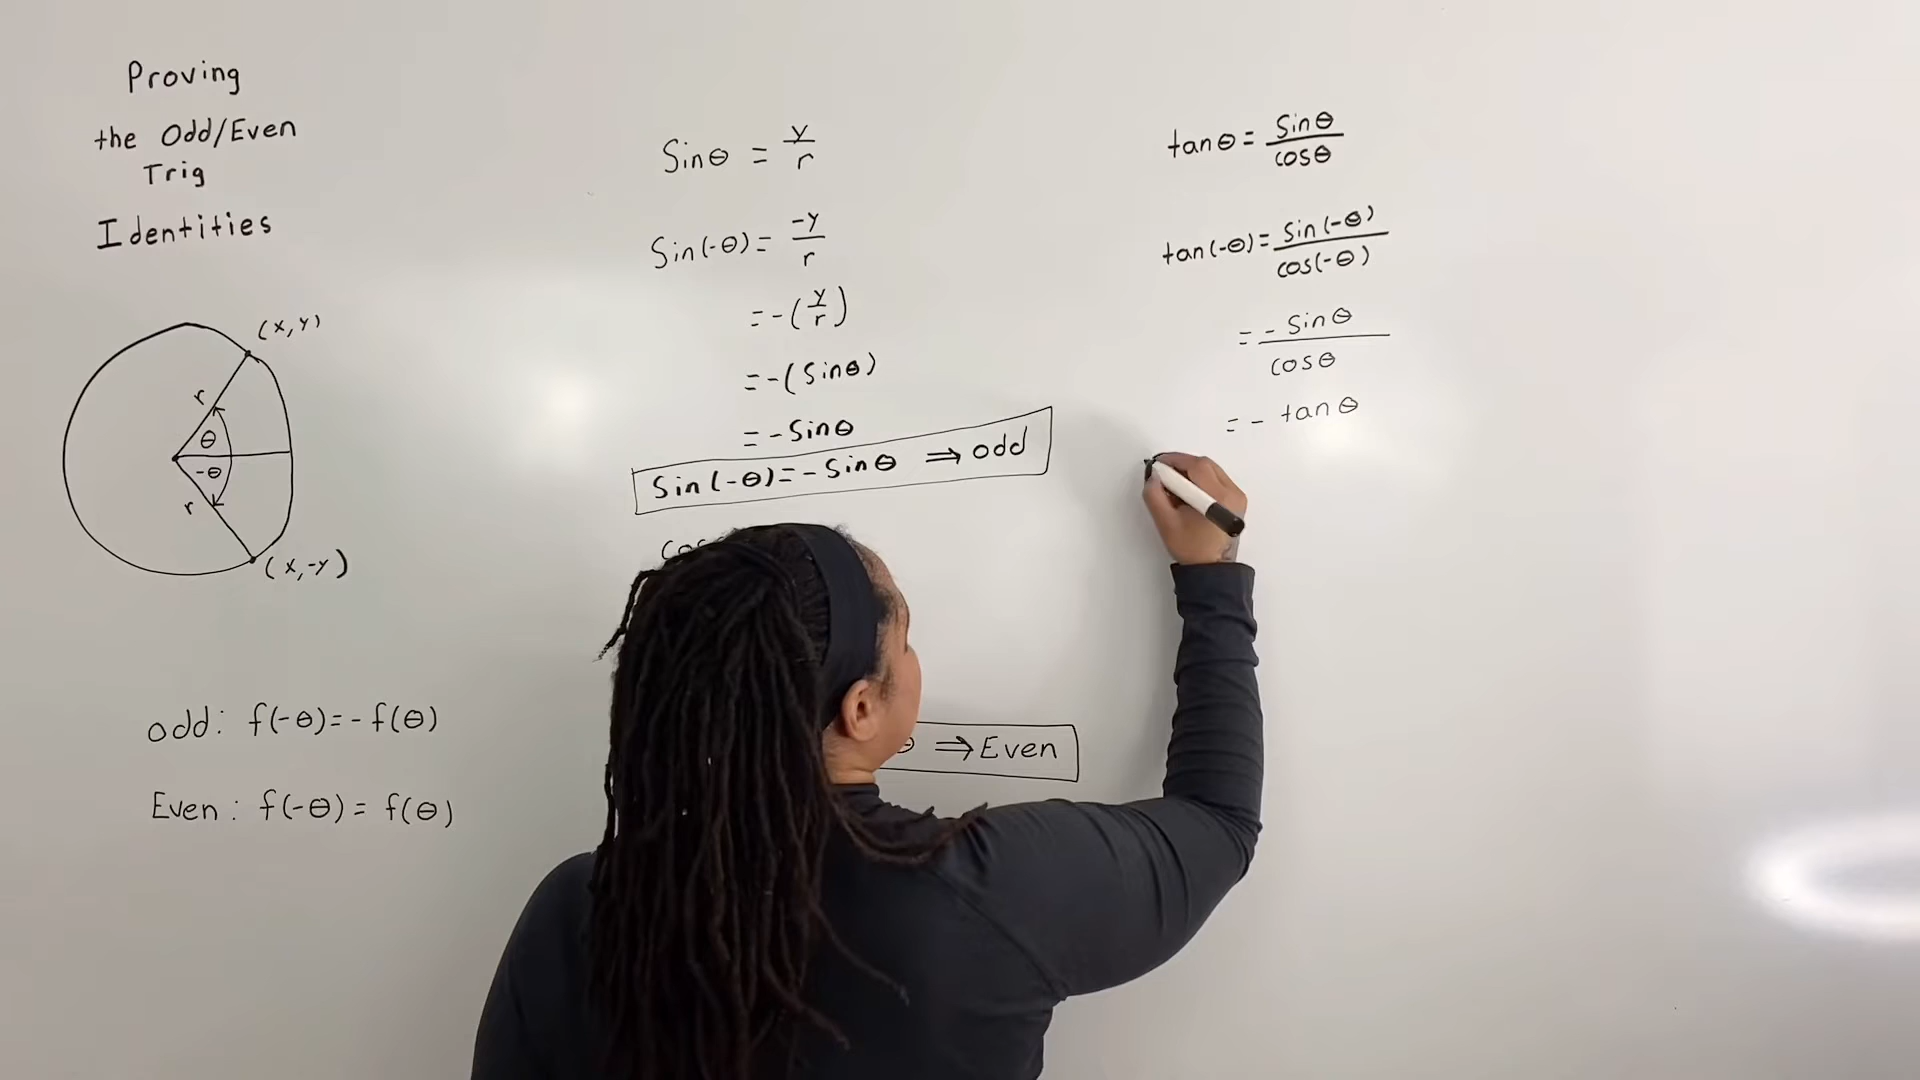 Proving
the Odd/Even
Trig
Identities
(x,y)
r
θ
-θ
r
(x,-y)
odd: f(-θ)=-f(θ)
Even: f(-θ)=f(θ)
Sinθ = y/r
Sin(-θ)= -y/r
=-(y/r)
=-(Sinθ)
=-Sinθ
Sin(-θ)=-Sinθ ⇒ odd
cos
⇒ Even
tanθ= Sinθ/cosθ
tan(-θ)= Sin(-θ)/cos(-θ)
= -Sinθ/cosθ
= - tanθ